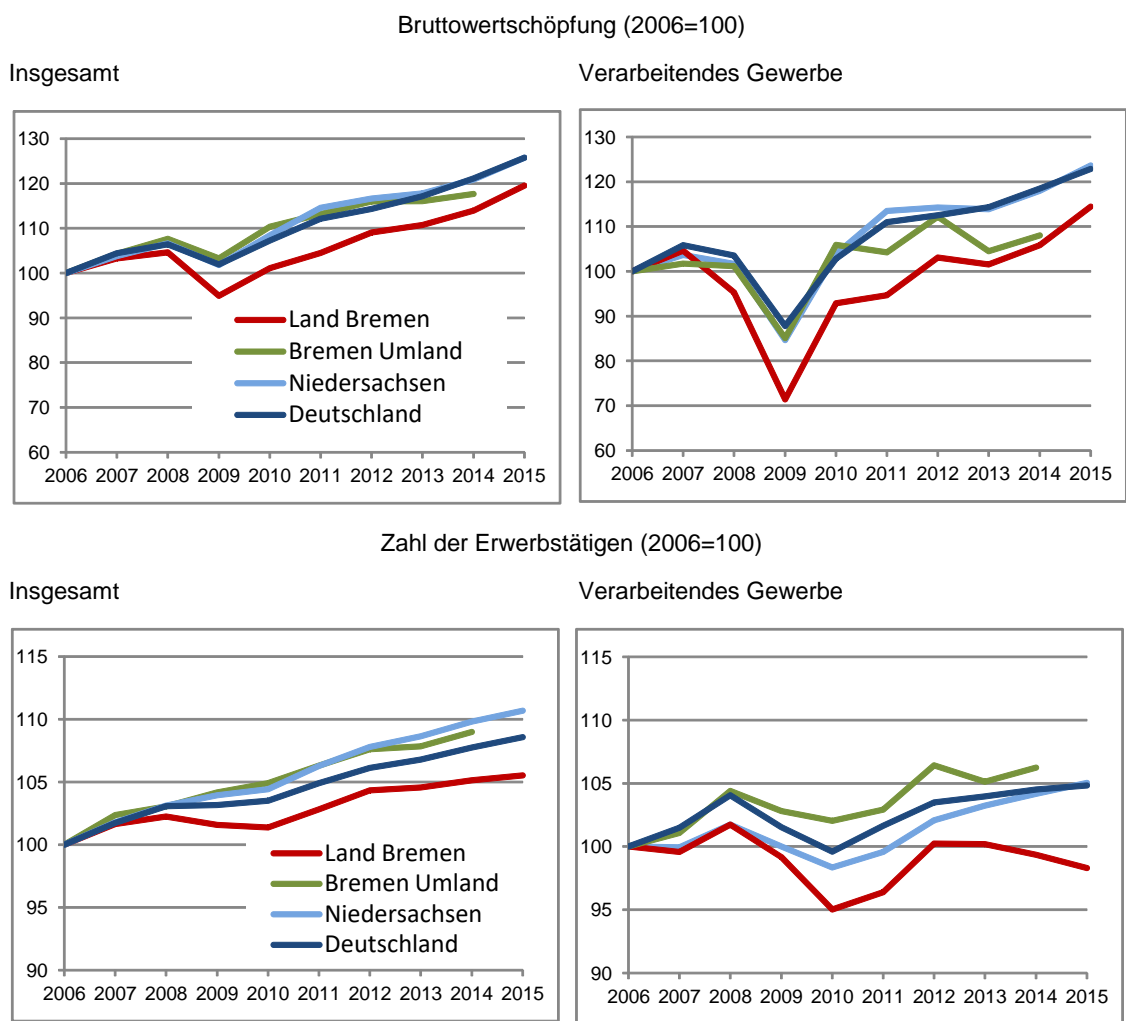 Bruttowertschöpfung (2006=100)
Insgesamt
Verarbeitendes Gewerbe
130
120
110
100
90
80
70
60
2006 2007 2008 2009 2010 2011 2012 2013 2014 2015
Land Bremen
Bremen Umland
Niedersachsen
Deutschland
130
120
110
100
90
80
70
60
2006 2007 2008 2009 2010 2011 2012 2013 2014 2015
Zahl der Erwerbstätigen (2006=100)
Insgesamt
Verarbeitendes Gewerbe
115
110
105
100
95
90
2006 2007 2008 2009 2010 2011 2012 2013 2014 2015
Land Bremen
Bremen Umland
Niedersachsen
Deutschland
115
110
105
100
95
90
2006 2007 2008 2009 2010 2011 2012 2013 2014 2015